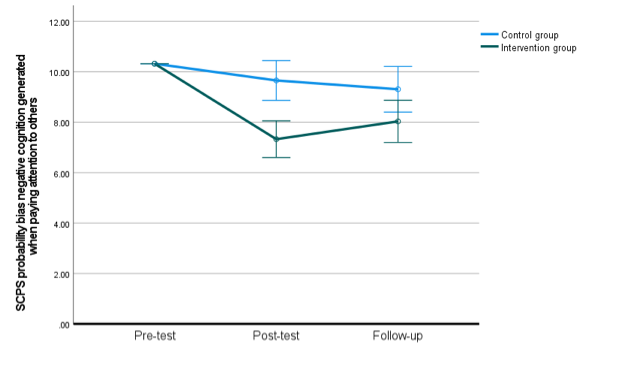 12.00
10.00
8.00
6.00
4.00
2.00
.00
SCPS probability bias negative cognition generated
when paying attention to others
Pre-test
Post-test
Follow-up
Control group
Intervention group